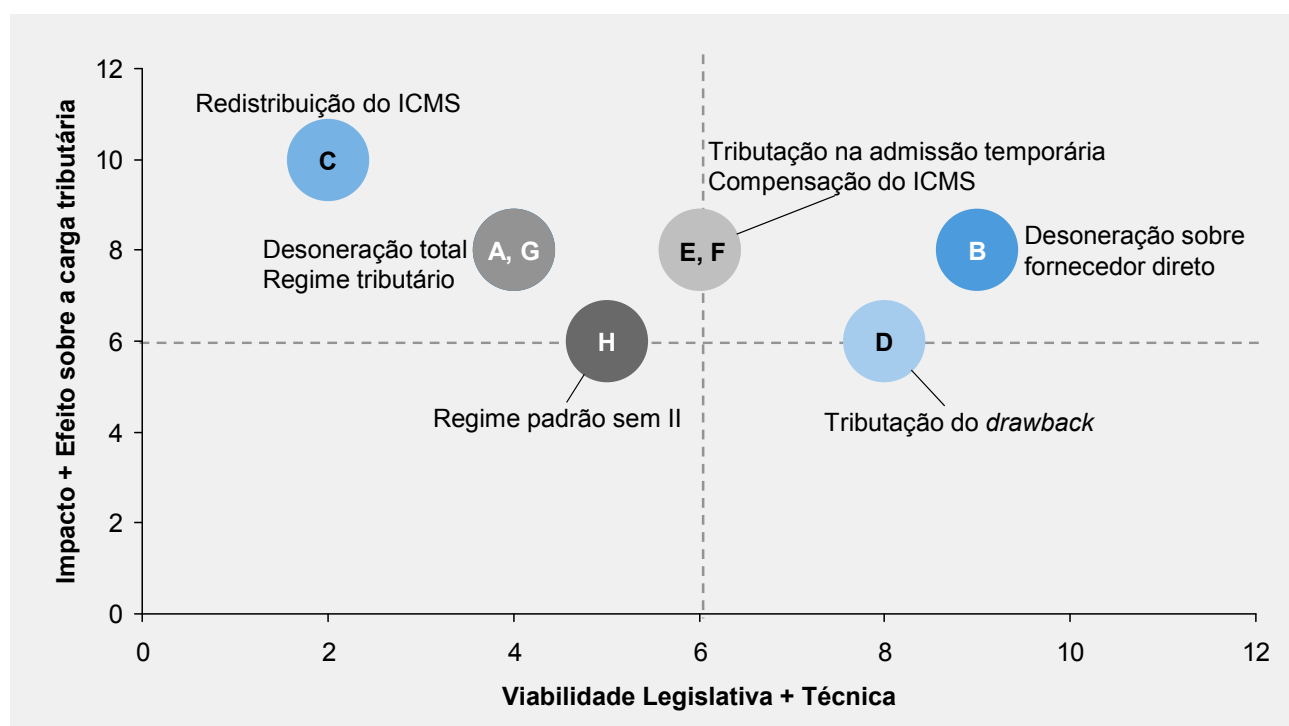 Impacto + Efeito sobre a carga tributária
12
10
8
6
4
2
0
Redistribuição do ICMS
C
Desoneração total
Regime tributário
A, G
Tributação na admissão temporária
Compensação do ICMS
E, F
B
Desoneração sobre
fornecedor direto
H
Regime padrão sem II
D
Tributação do drawback
0
2
4
6
8
10
12
Viabilidade Legislativa + Técnica